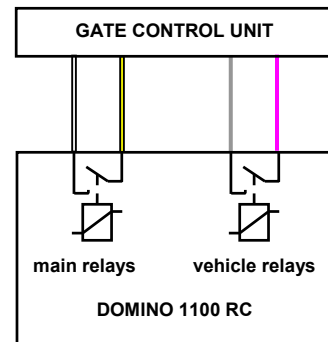 GATE CONTROL UNIT
main relays vehicle relays
DOMINO 1100 RC